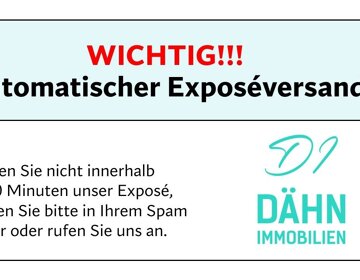 WICHTIG!!!
tomatischer Exposéversand
en Sie nicht innerhalb
0 Minuten unser Exposé,
en Sie bitte in Ihrem Spam
r oder rufen Sie uns an.
DI
DÄHN
IMMOBILIEN